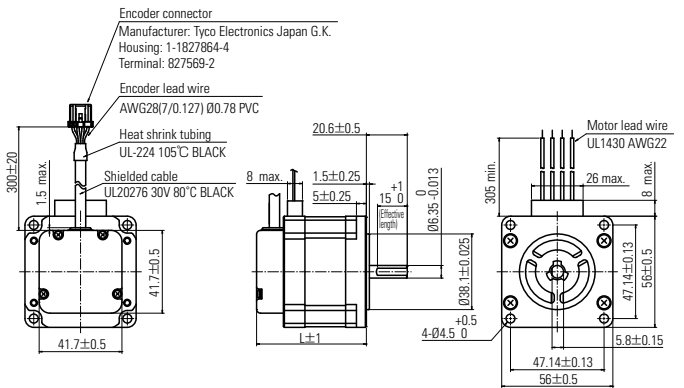 Encoder connector
Manufacturer: Tyco Electronics Japan G.K.
Housing: 1-1827864-4
Terminal: 827569-2
Encoder lead wire
AWG28(7/0.127) Ø0.78 PVC
Heat shrink tubing
UL-224 105°C BLACK
Shielded cable
UL20276 30V 80°C BLACK
300±20
1.5 max.
41.7±0.5
41.7±0.5
20.6±0.5
8 max.
1.5±0.25
5±0.25
+1
15 0
(Effective
length)
0
Ø6.35 -0.013
Ø38.1±0.025
L±1
Motor lead wire
UL1430 AWG22
305 min.
26 max.
8 max.
47.14±0.13
56±0.5
+0.5
4-Ø4.5 0
5.8±0.15
47.14±0.13
56±0.5